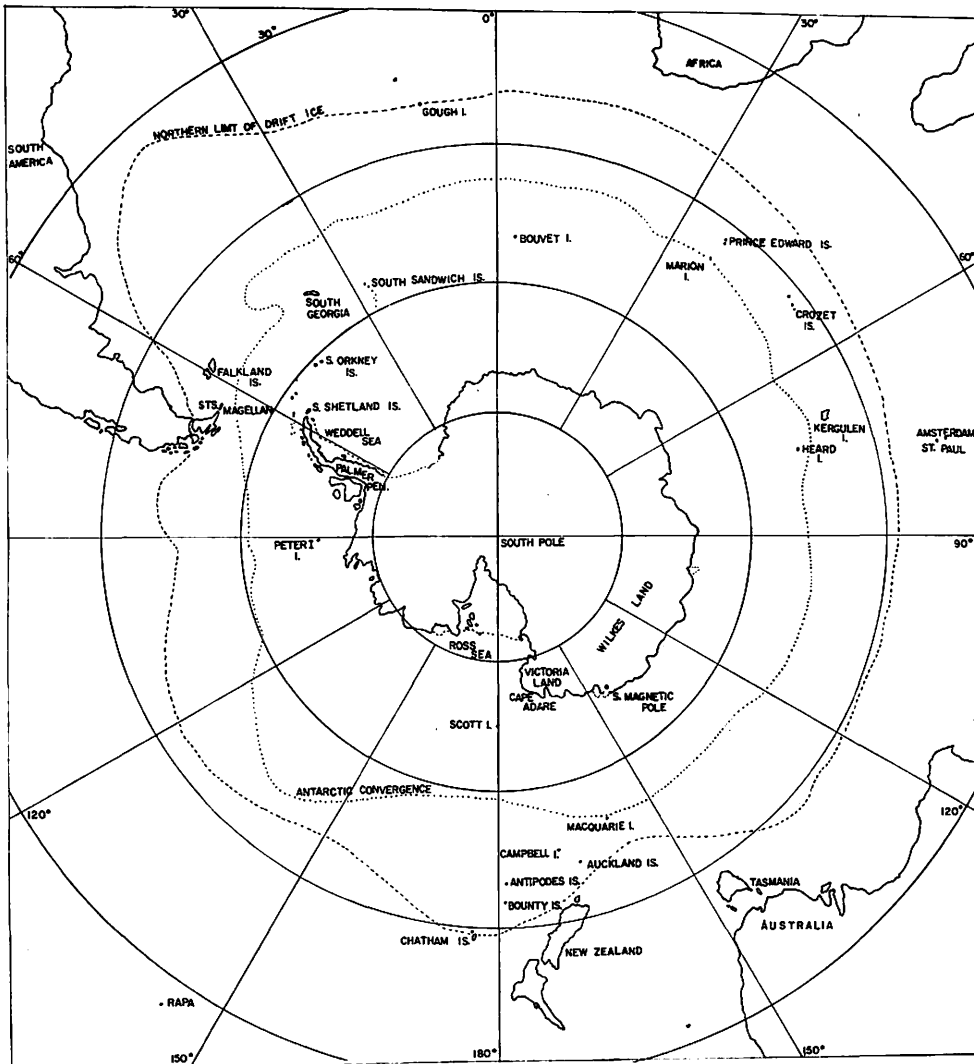 30°
0°
30°
30°
AFRICA
NORTHERN LIMT OF DRIFT ICE
GOUGH I.
SOUTH
AMERICA
60°
BOUVET I.
PRINCE EDWARD IS.
MARION
I.
60°
SOUTH SANDWICH IS.
SOUTH
GEORGIA
CROZET
IS.
S. ORKNEY
IS.
FALKLAND
IS.
STS.
MAGELLAN
S. SHETLAND IS.
WEDDELL
SEA
KERGULEN
I.
HEARD
I.
AMSTERDAM
ST. PAUL
PALMER
PEN.
PETER I
I.
SOUTH POLE
90°
WILKES LAND
ROSS
SEA
VICTORIA
LAND
CAPE
ADARE
S. MAGNETIC
POLE
SCOTT I.
ANTARCTIC CONVERGENCE
120°
120°
MACQUARIE I.
CAMPBELL I.
AUCKLAND IS.
ANTIPODES IS.
TASMANIA
BOUNTY IS.
AUSTRALIA
CHATHAM IS.
NEW ZEALAND
RAPA
150°
180°
150°